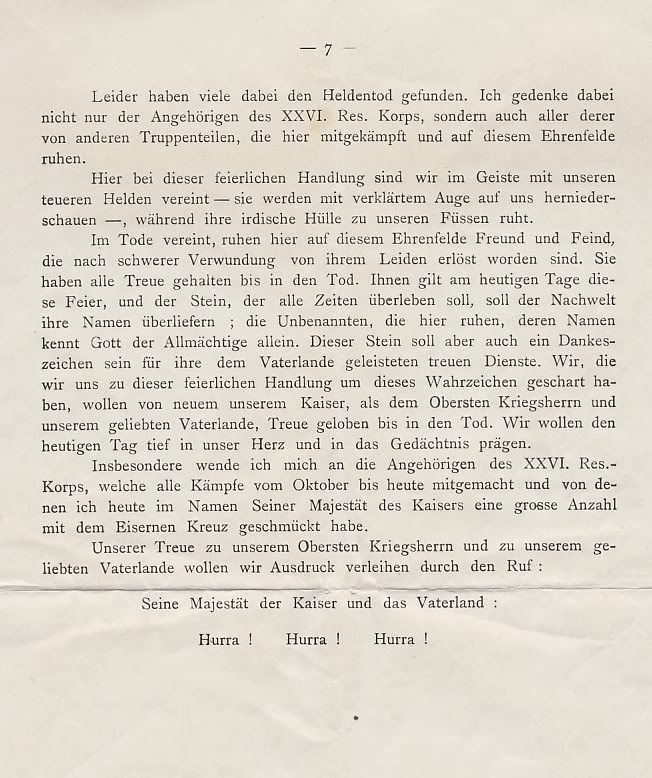 — 7 —
Leider haben viele dabei den Heldentod gefunden. Ich gedenke dabei
nicht nur der Angehörigen des XXVI. Res. Korps, sondern auch aller derer
von anderen Truppenteilen, die hier mitgekämpft und auf diesem Ehrenfelde
ruhen.
Hier bei dieser feierlichen Handlung sind wir im Geiste mit unseren
teueren Helden vereint — sie werden mit verklärtem Auge auf uns hernieder-
schauen —, während ihre irdische Hülle zu unseren Füssen ruht.
Im Tode vereint, ruhen hier auf diesem Ehrenfelde Freund und Feind,
die nach schwerer Verwundung von ihrem Leiden erlöst worden sind. Sie
haben alle Treue gehalten bis in den Tod. Ihnen gilt am heutigen Tage die-
se Feier, und der Stein, der alle Zeiten überleben soll, soll der Nachwelt
ihre Namen überliefern ; die Unbenannten, die hier ruhen, deren Namen
kennt Gott der Allmächtige allein. Dieser Stein soll aber auch ein Dankes-
zeichen sein für ihre dem Vaterlande geleisteten treuen Dienste. Wir, die
wir uns zu dieser feierlichen Handlung um dieses Wahrzeichen geschart ha-
ben, wollen von neuem unserem Kaiser, als dem Obersten Kriegsherrn und
unserem geliebten Vaterlande, Treue geloben bis in den Tod. Wir wollen den
heutigen Tag tief in unser Herz und in das Gedächtnis prägen.
Insbesondere wende ich mich an die Angehörigen des XXVI. Res.-
Korps, welche alle Kämpfe vom Oktober bis heute mitgemacht und von de-
nen ich heute im Namen Seiner Majestät des Kaisers eine grosse Anzahl
mit dem Eisernen Kreuz geschmückt habe.
Unserer Treue zu unserem Obersten Kriegsherrn und zu unserem ge-
liebten Vaterlande wollen wir Ausdruck verleihen durch den Ruf :
Seine Majestät der Kaiser und das Vaterland :
Hurra ! Hurra ! Hurra !